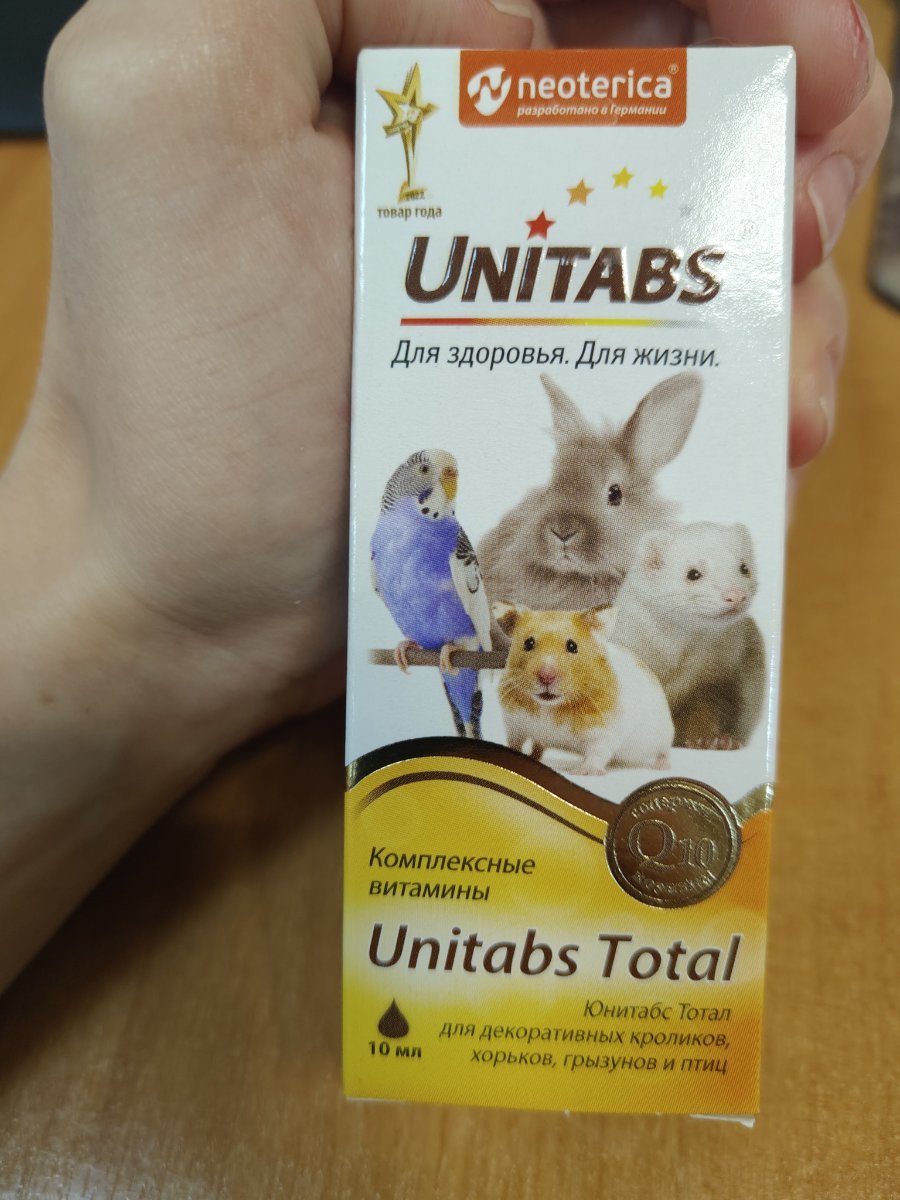 neoterica®
разработано в Германии
товар года
UNITABS
Для здоровья. Для жизни.
Q10
Комплексные
витамины
Unitabs Total
Юнитабс Тотал
для декоративных кроликов,
хорьков, грызунов и птиц
10 мл